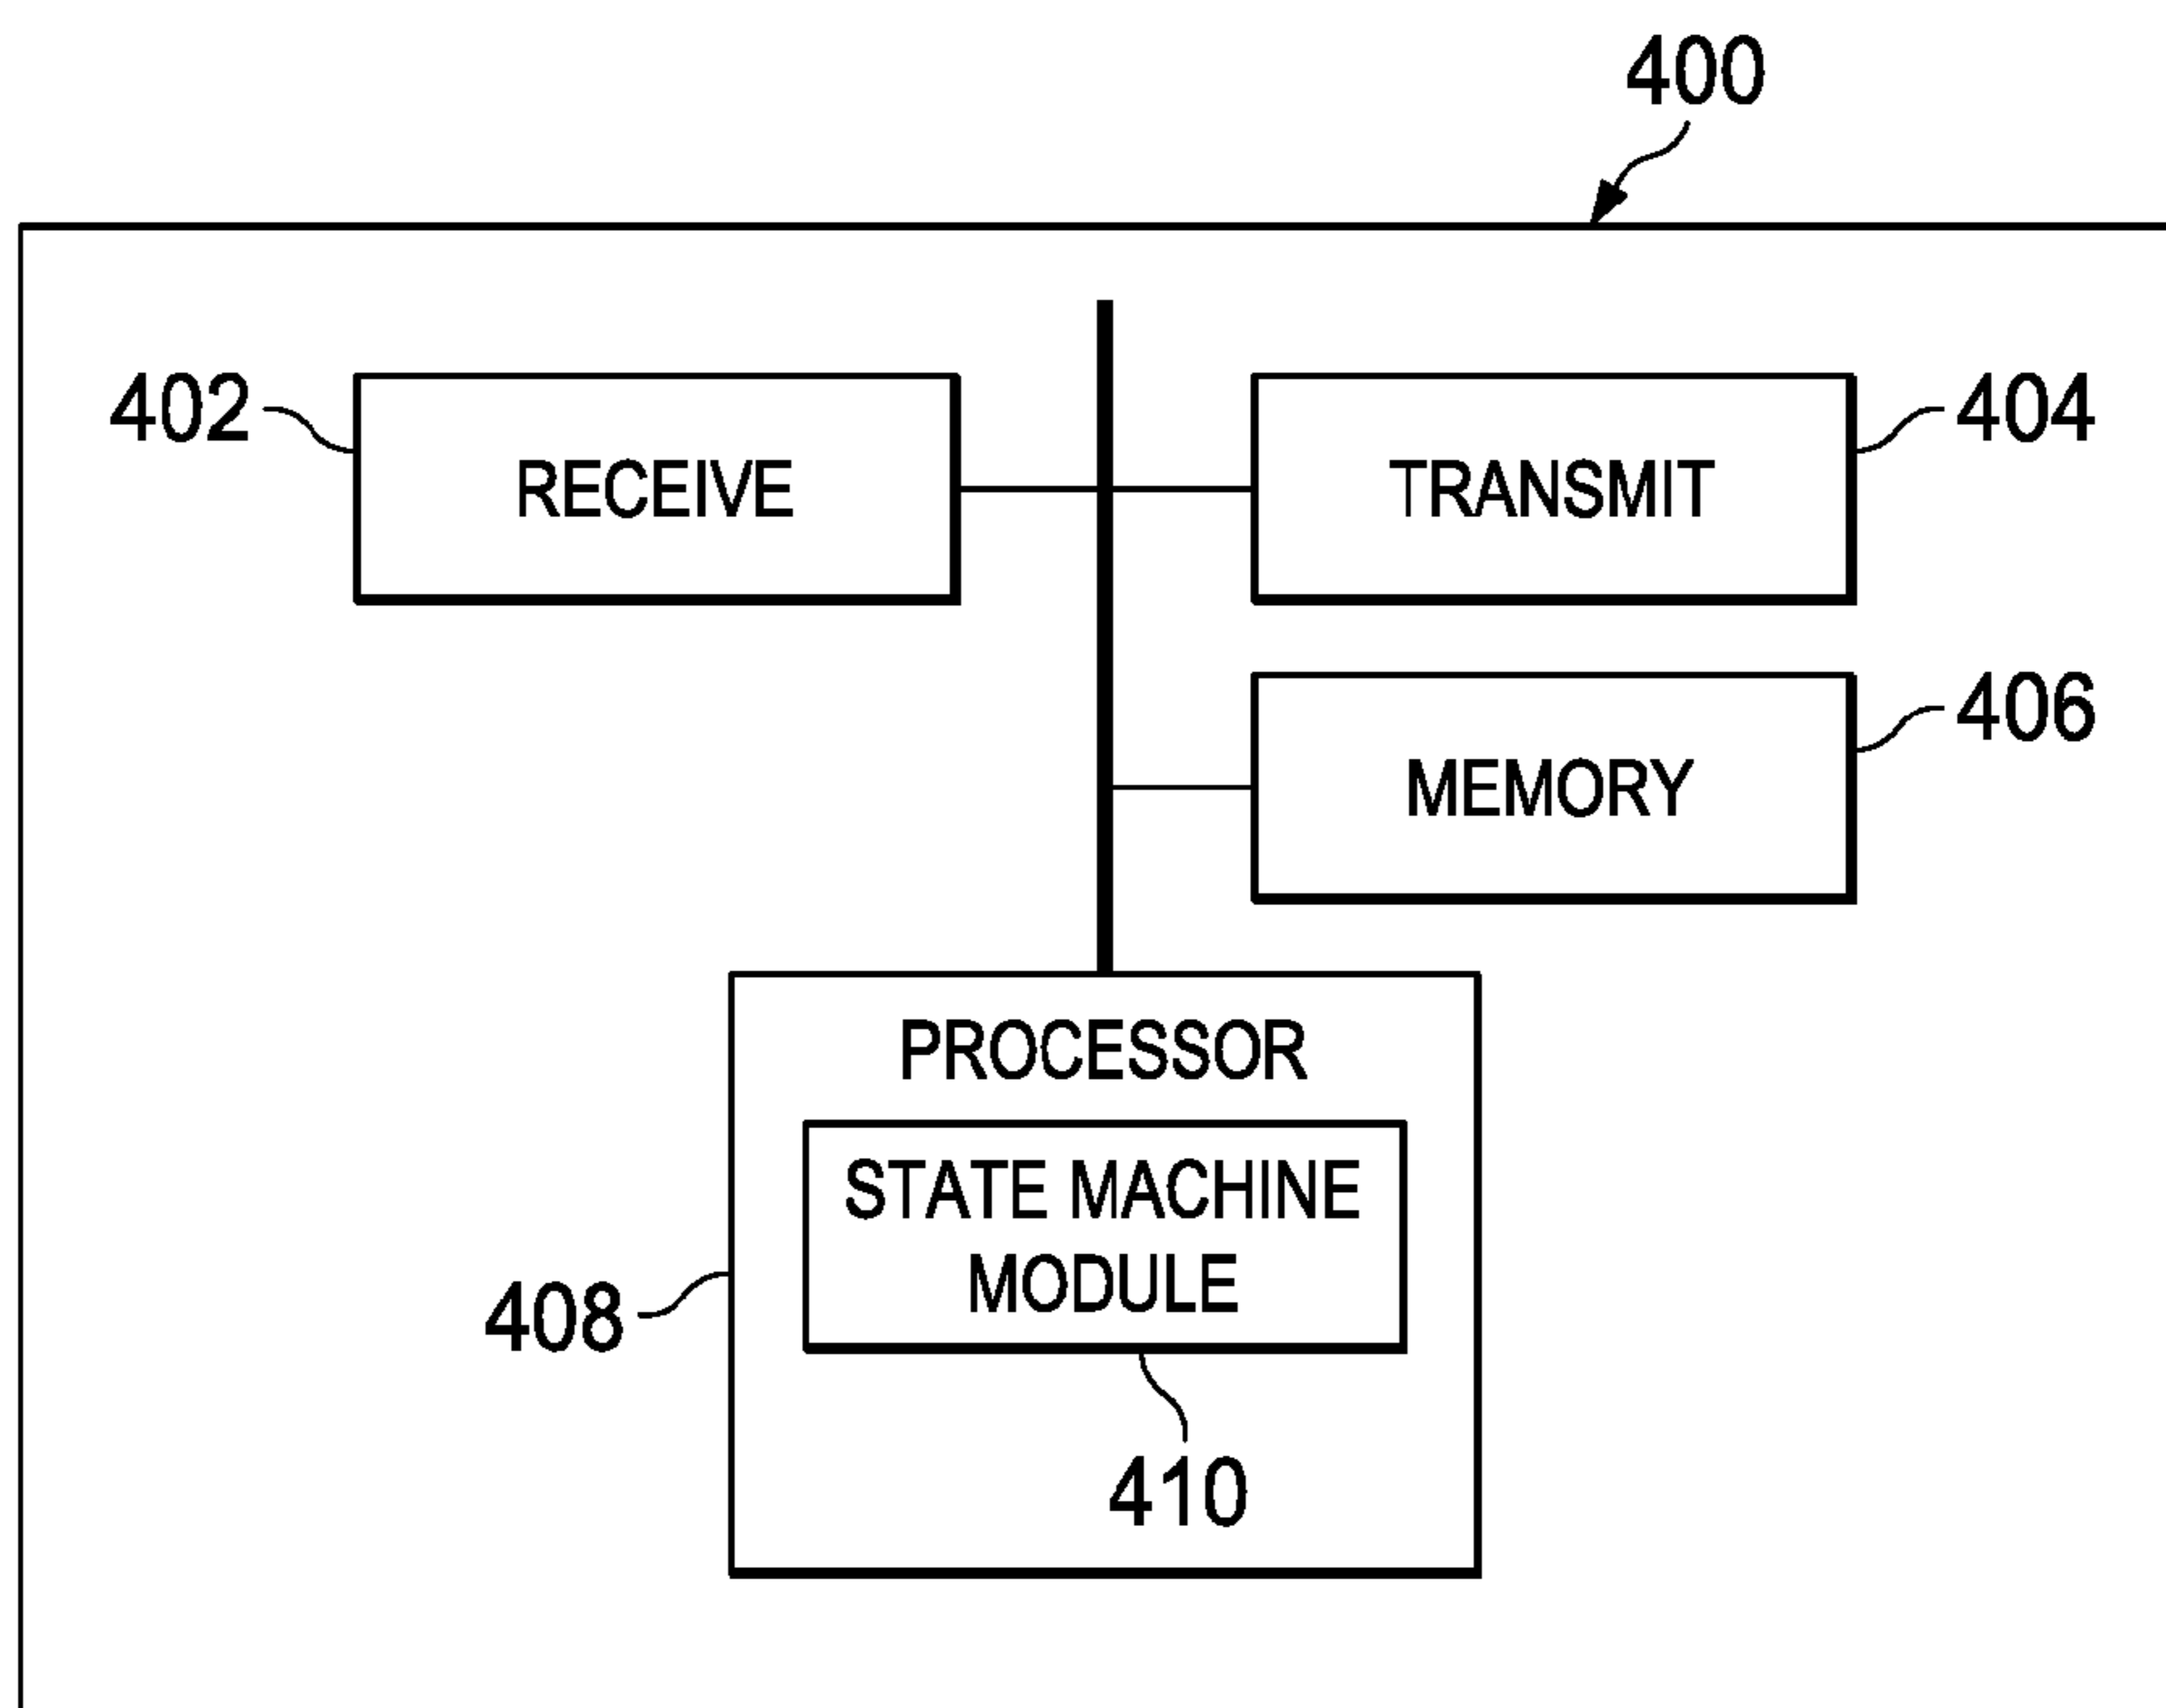 400
402
RECEIVE
TRANSMIT
404
MEMORY
406
PROCESSOR
STATE MACHINE
MODULE
408
410